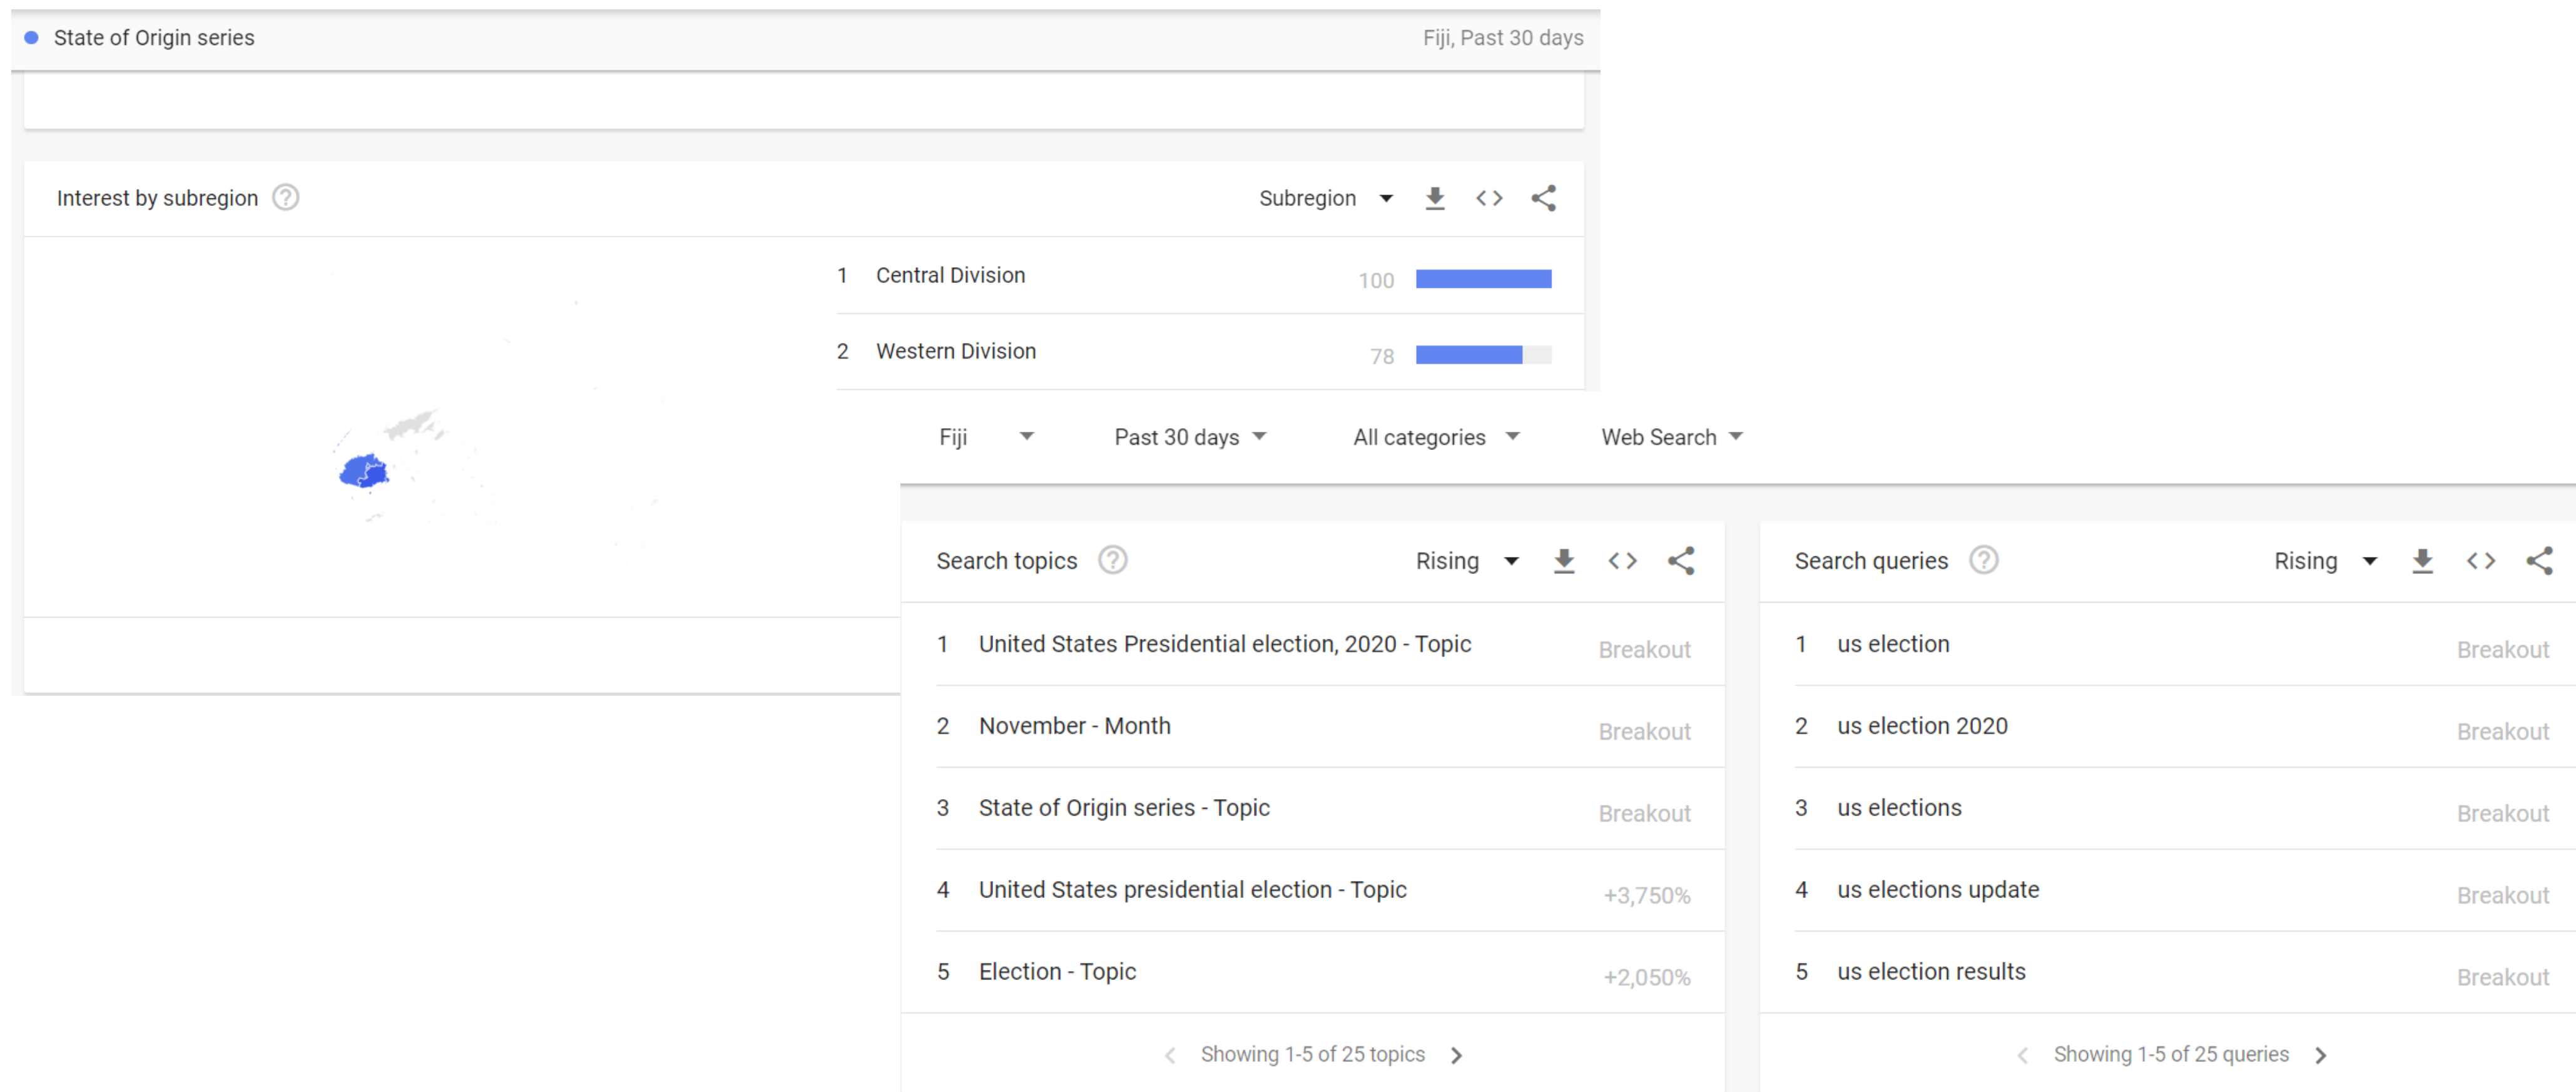 State of Origin series Fiji, Past 30 days
Interest by subregion ? Subregion
1 Central Division 100
2 Western Division 78
Fiji Past 30 days All categories Web Search
Search topics ? Rising
1 United States Presidential election, 2020 - Topic Breakout
2 November - Month Breakout
3 State of Origin series - Topic Breakout
4 United States presidential election - Topic +3,750%
5 Election - Topic +2,050%
Showing 1-5 of 25 topics
Search queries ? Rising
1 us election Breakout
2 us election 2020 Breakout
3 us elections Breakout
4 us elections update Breakout
5 us election results Breakout
Showing 1-5 of 25 queries